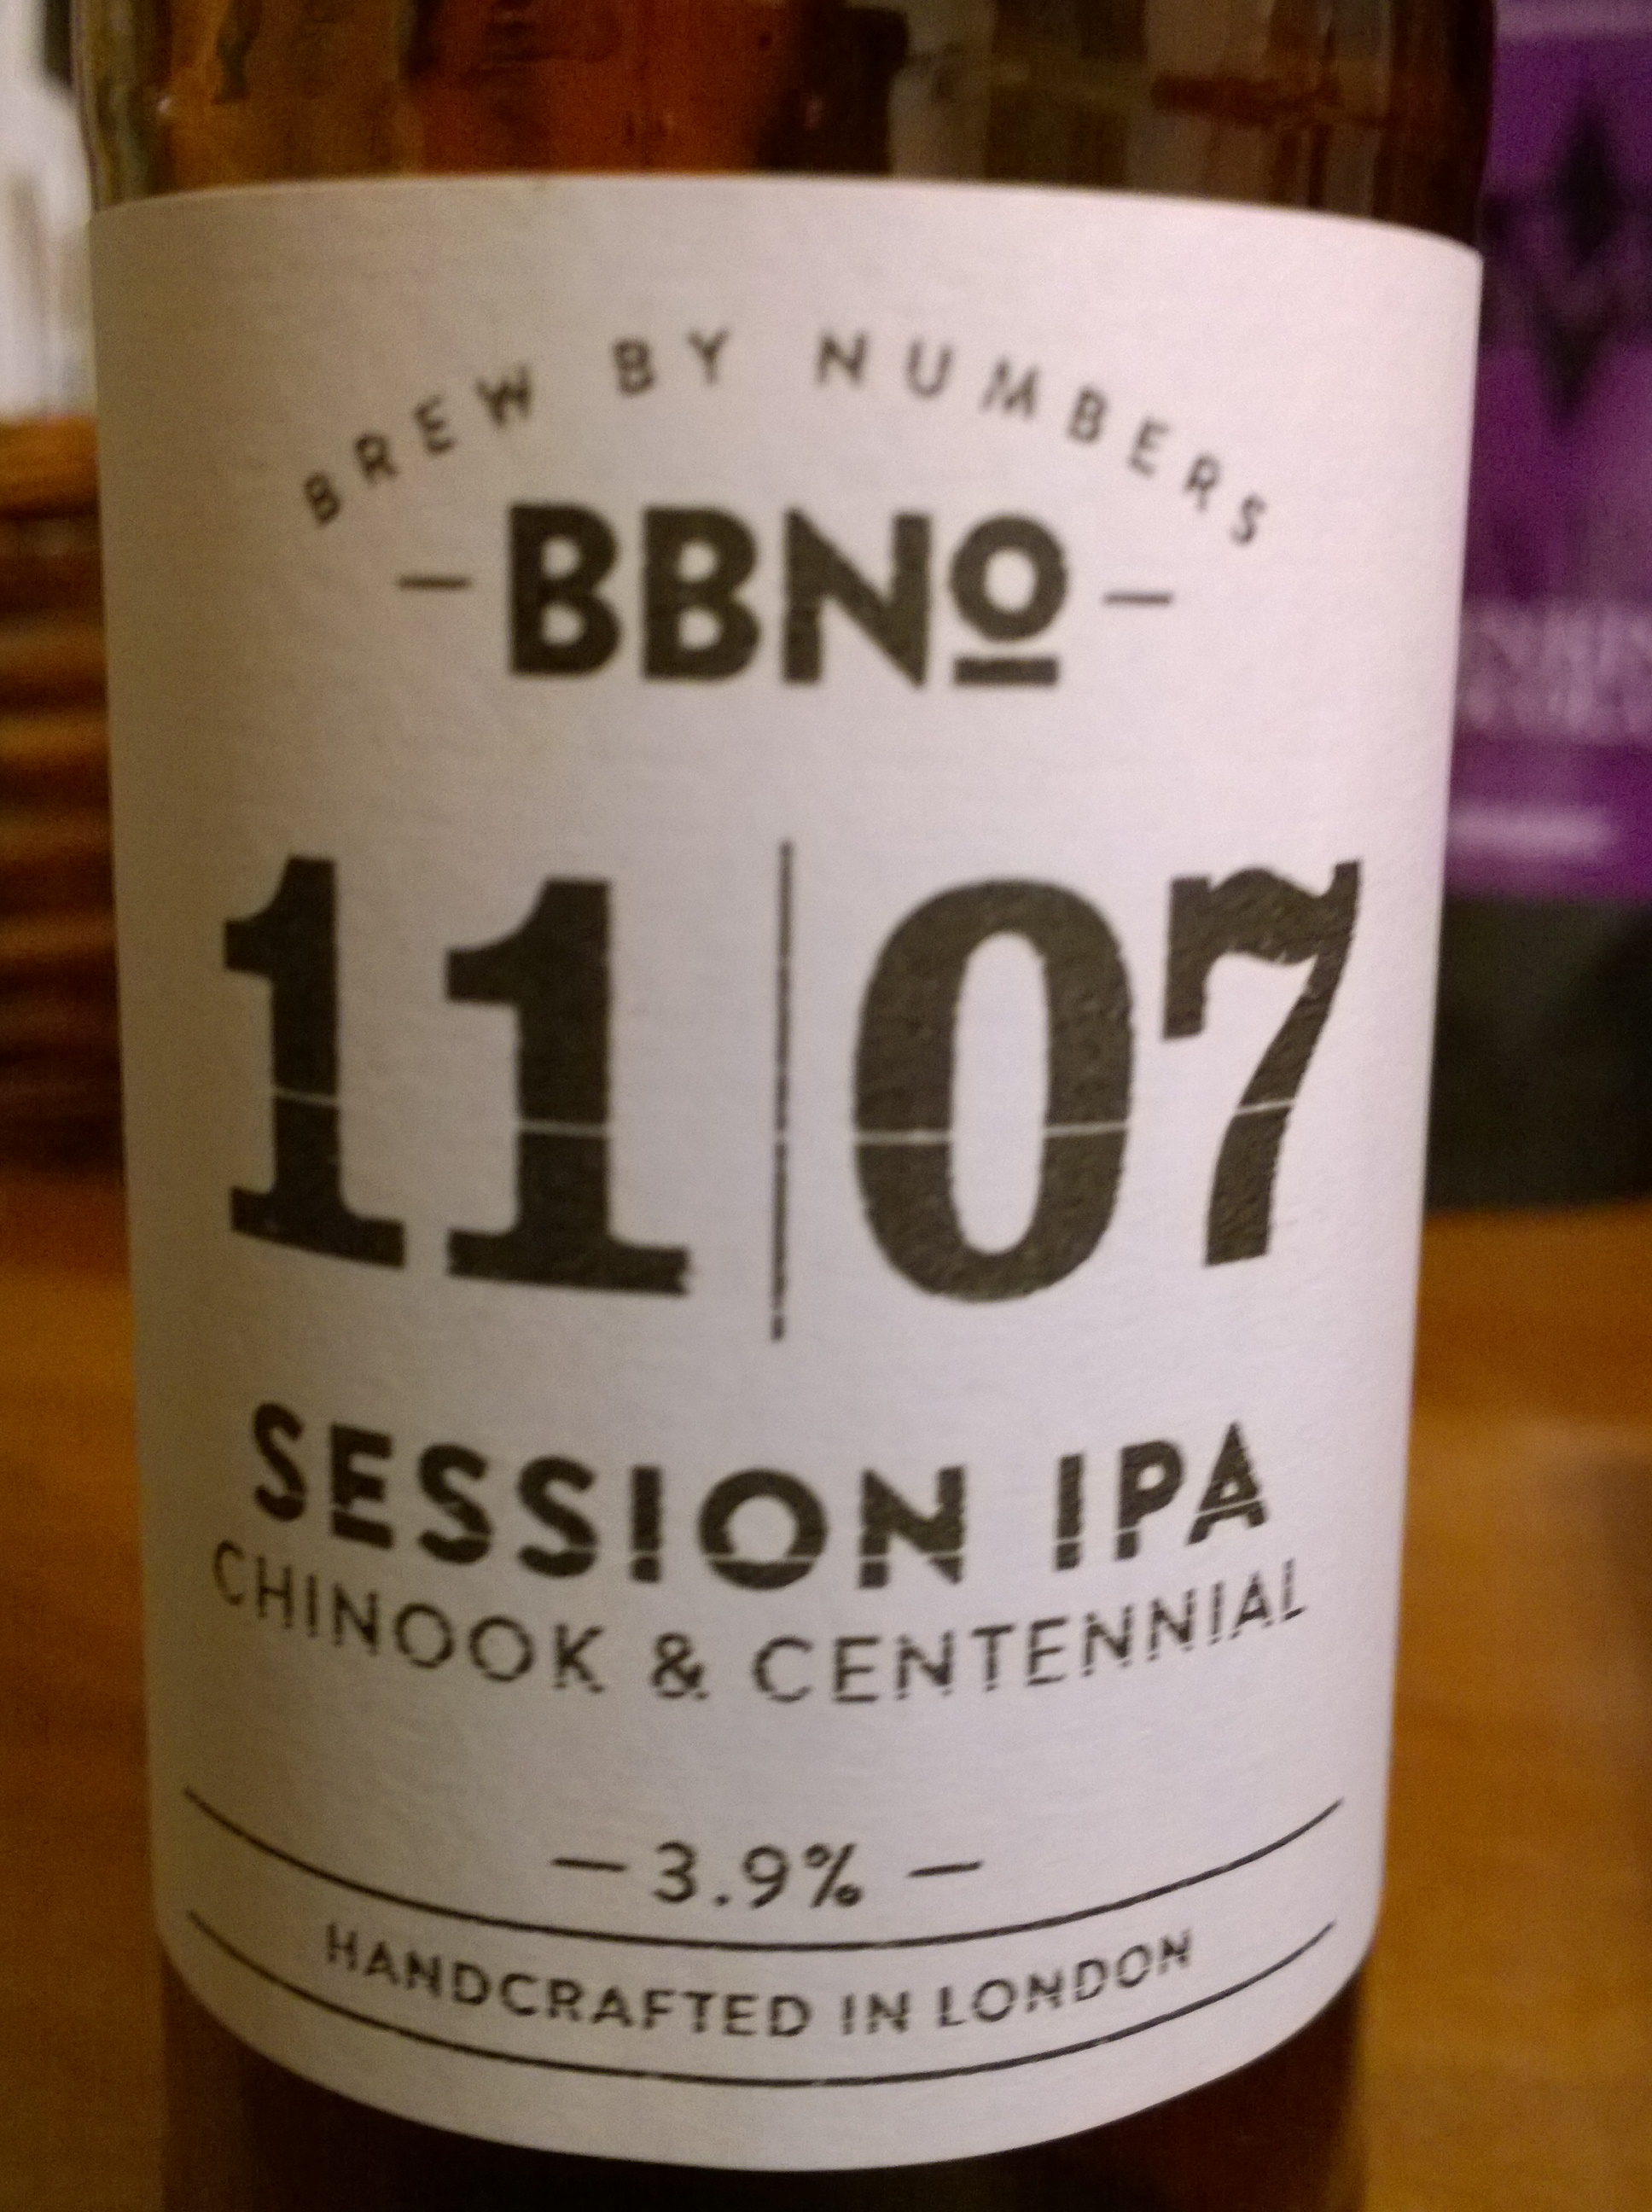 BREW BY NUMBERS
— BBNº —
11|07
SESSION IPA
CHINOOK & CENTENNIAL
— 3.9% —
HANDCRAFTED IN LONDON